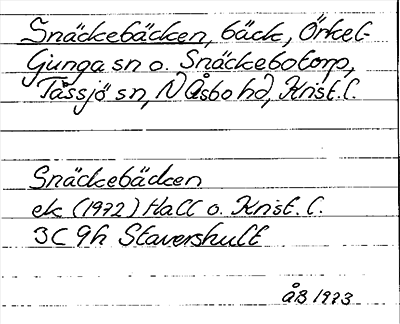 Snäckebäcken, bäck, Örkel-
ljunga sn o. Snäckebotorp,
Tåssjö sn, N Åsbo hd, Krist. l.
Snäckebäcken
ek (1972) Hall o. Krist. l.
3C 9h Stavershult
ÅB 1973